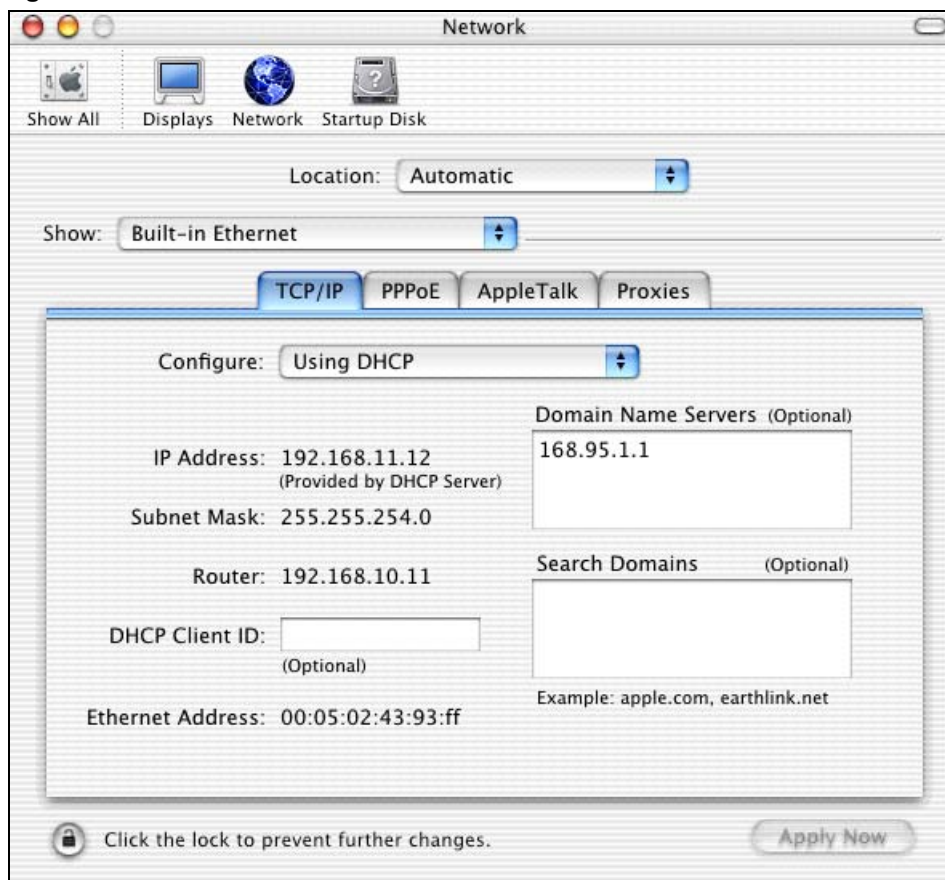 Network
Show All
Displays
Network
Startup Disk
Location: Automatic
Show: Built-in Ethernet
TCP/IP
PPPoE
AppleTalk
Proxies
Configure: Using DHCP
Domain Name Servers (Optional)
168.95.1.1
IP Address: 192.168.11.12
(Provided by DHCP Server)
Subnet Mask: 255.255.254.0
Router: 192.168.10.11
Search Domains (Optional)
DHCP Client ID:
(Optional)
Example: apple.com, earthlink.net
Ethernet Address: 00:05:02:43:93:ff
Click the lock to prevent further changes.
Apply Now